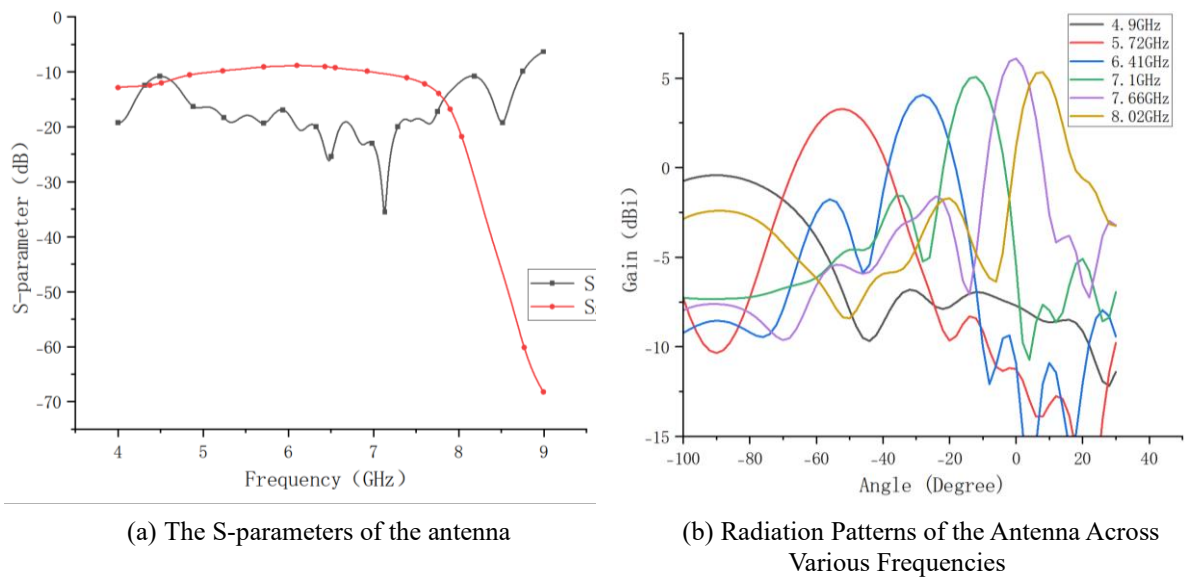 0
-10
-20
-30
-40
-50
-60
-70
S-parameter (dB)
4 5 6 7 8 9
Frequency (GHz)
S
S
(a) The S-parameters of the antenna
4.9GHz
5.72GHz
6.41GHz
7.1GHz
7.66GHz
8.02GHz
5
0
-5
-10
-15
Gain (dBi)
-100 -80 -60 -40 -20 0 20 40
Angle (Degree)
(b) Radiation Patterns of the Antenna Across
Various Frequencies